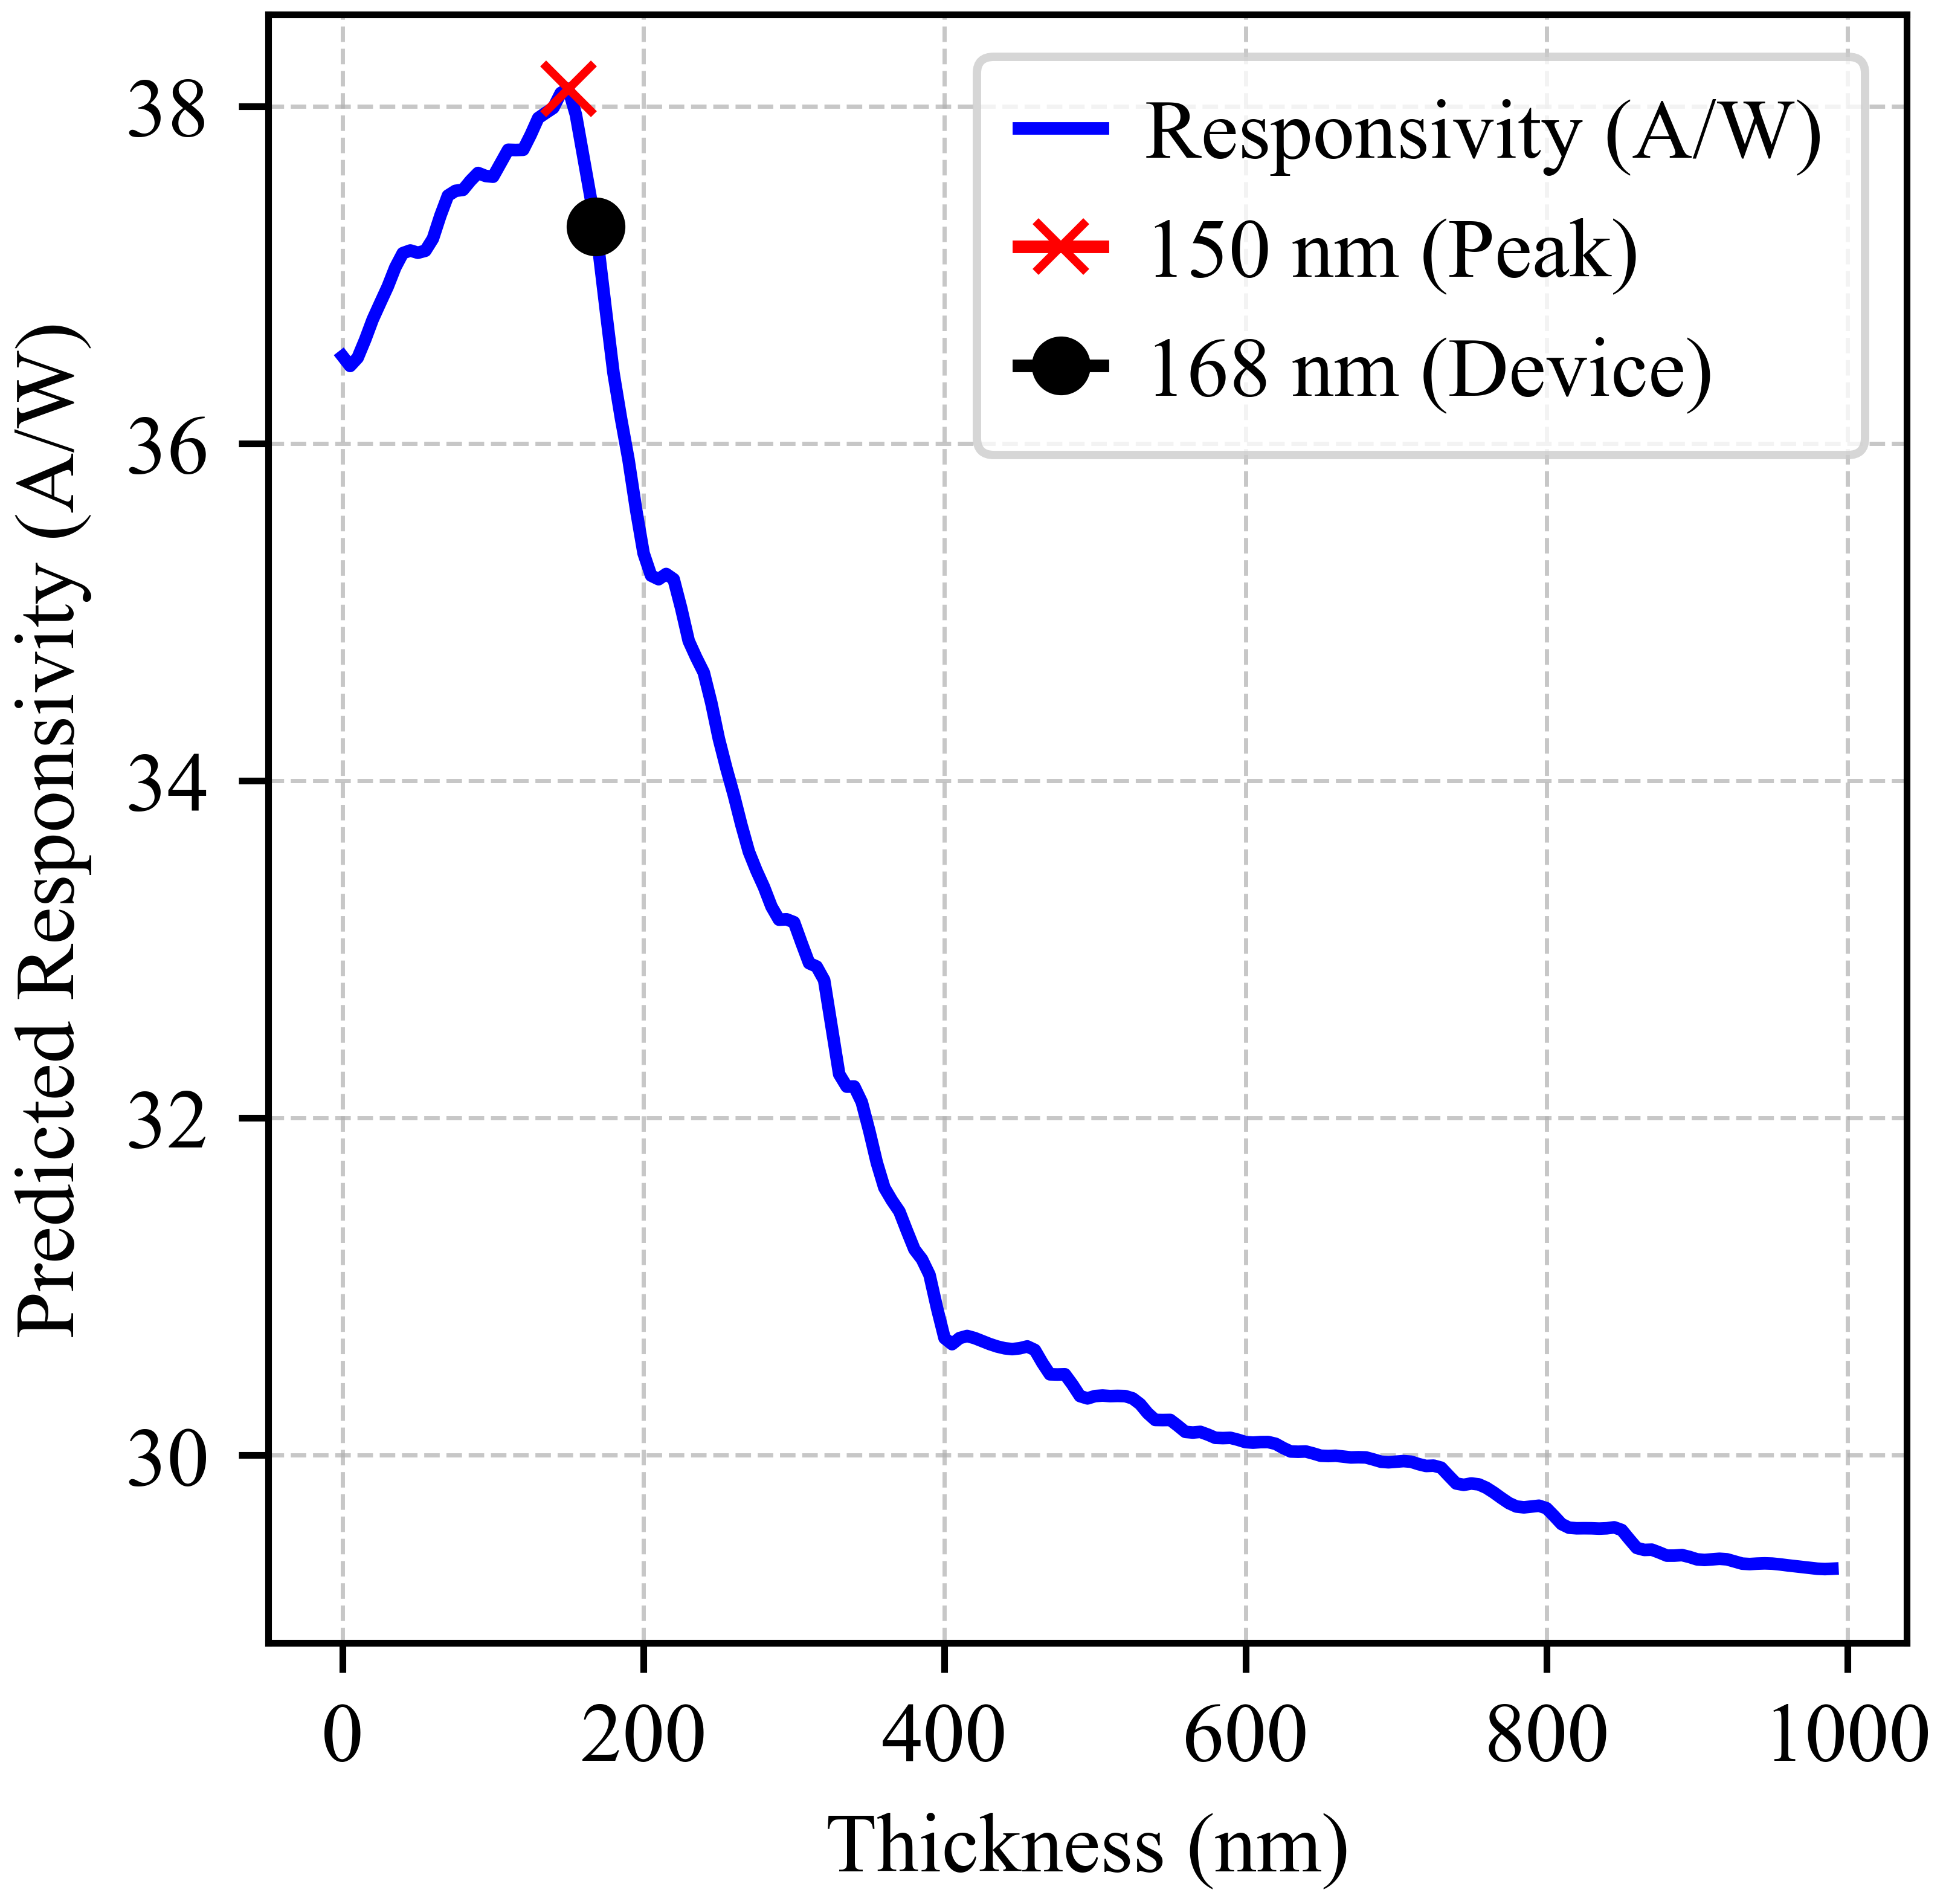 Predicted Responsivity (A/W)
38
36
34
32
30
Responsivity (A/W)
150 nm (Peak)
168 nm (Device)
0 200 400 600 800 1000
Thickness (nm)